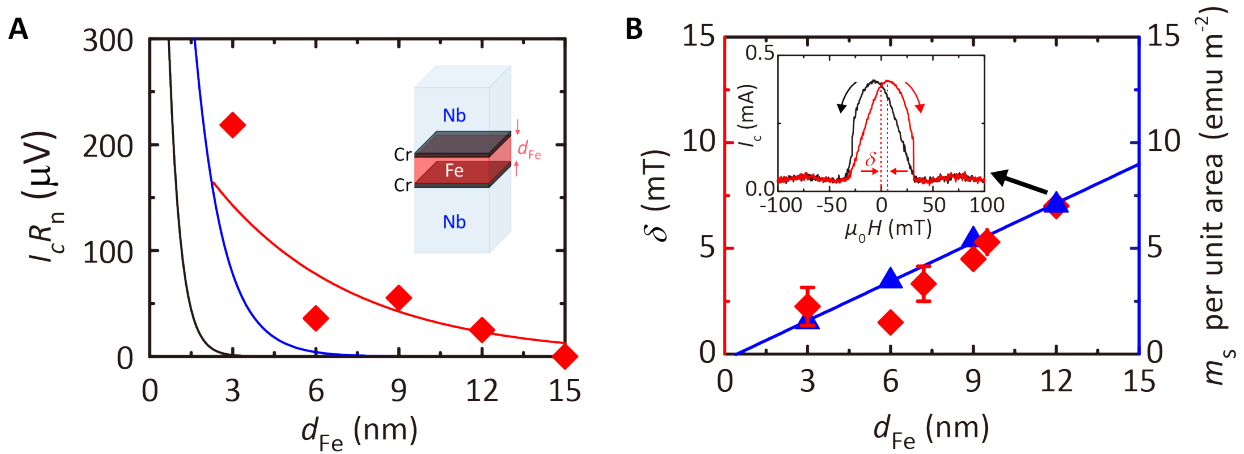 A
300
200
100
0
I_cR_n (μV)
0 3 6 9 12 15
d_Fe (nm)
Nb
Cr
Fe
d_Fe
Cr
Nb
B
15
10
5
0
δ (mT)
0 3 6 9 12 15
d_Fe (nm)
15
10
5
0
m_s per unit area (emu m⁻²)
0.5
0.0
I_c (mA)
δ
-100 -50 0 50 100
μ₀H (mT)